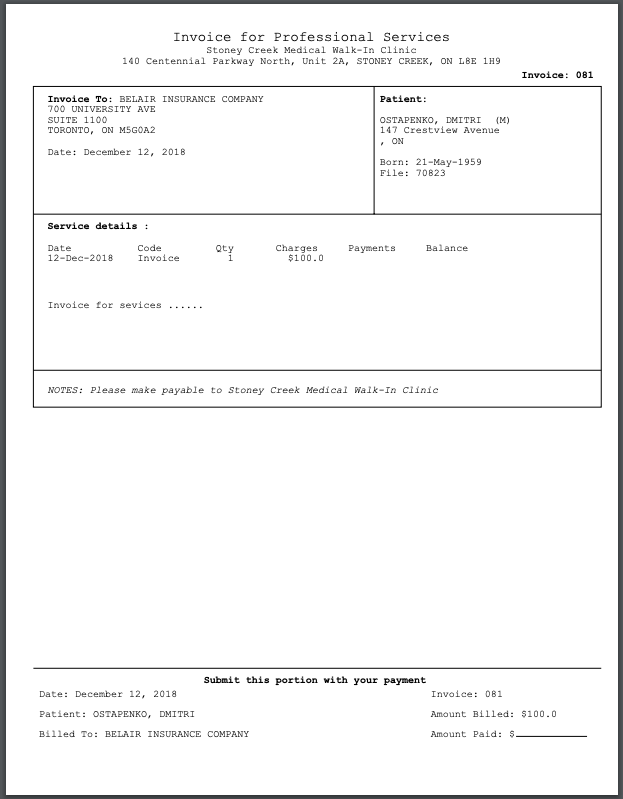 Invoice for Professional Services
Stoney Creek Medical Walk-In Clinic
140 Centennial Parkway North, Unit 2A, STONEY CREEK, ON L8E 1H9
Invoice: 081
Invoice To: BELAIR INSURANCE COMPANY
700 UNIVERSITY AVE
SUITE 1100
TORONTO, ON M5G0A2
Date: December 12, 2018
Patient:
OSTAPENKO, DMITRI (M)
147 Crestview Avenue
, ON
Born: 21-May-1959
File: 70823
Service details :
Date Code Qty Charges Payments Balance
12-Dec-2018 Invoice 1 $100.0
Invoice for sevices ......
NOTES: Please make payable to Stoney Creek Medical Walk-In Clinic
Submit this portion with your payment
Date: December 12, 2018 Invoice: 081
Patient: OSTAPENKO, DMITRI Amount Billed: $100.0
Billed To: BELAIR INSURANCE COMPANY Amount Paid: $